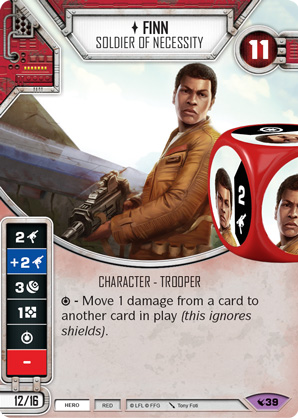 FINN
SOLDIER OF NECESSITY
11
2
2
+2
3
1
-
CHARACTER - TROOPER
- Move 1 damage from a card to
another card in play (this ignores
shields).
12/16
HERO
RED
© LFL © FFG
Tony Foti
39